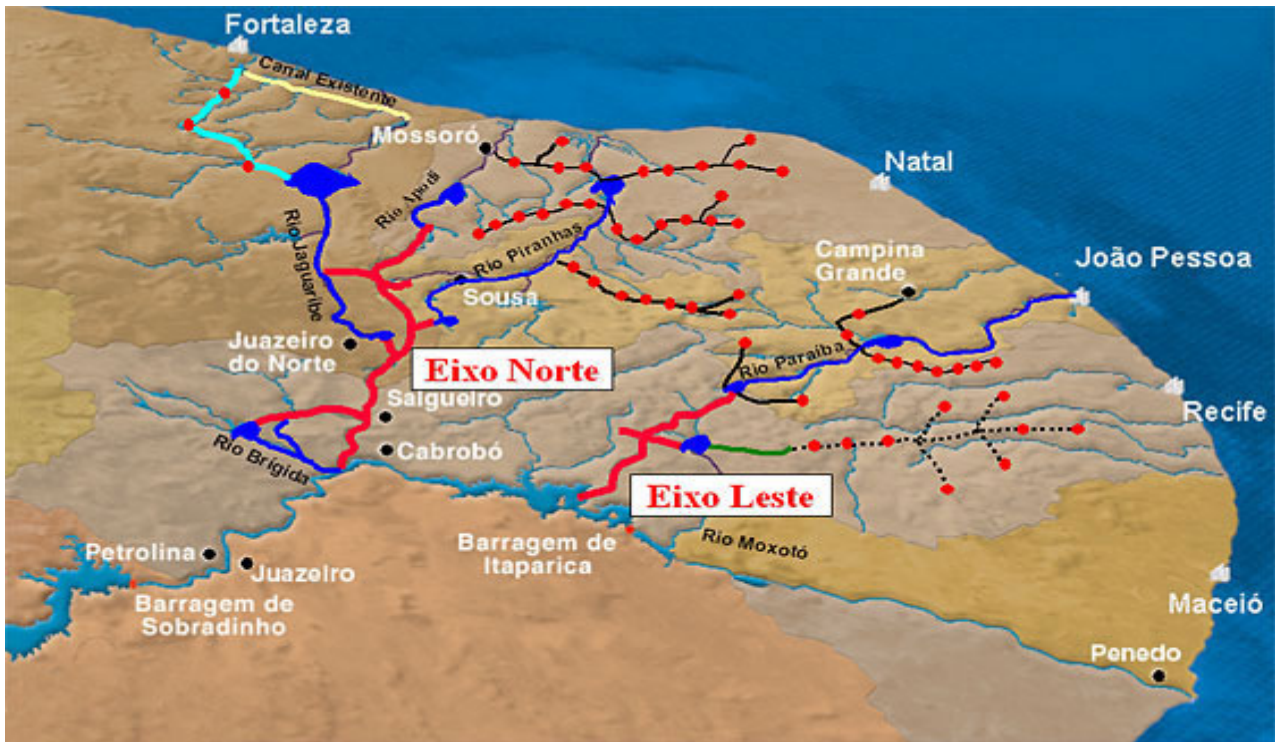 Fortaleza
Canal Existente
Mossoró
Natal
Rio Apodi
Rio Jaguaribe
Rio Piranhas
Campina
Grande
João Pessoa
Sousa
Juazeiro
do Norte
Eixo Norte
Rio Paraíba
Salgueiro
Recife
Cabrobó
Rio Brígida
Eixo Leste
Petrolina
Juazeiro
Barragem de
Itaparica
Rio Moxotó
Barragem de
Sobradinho
Maceió
Penedo